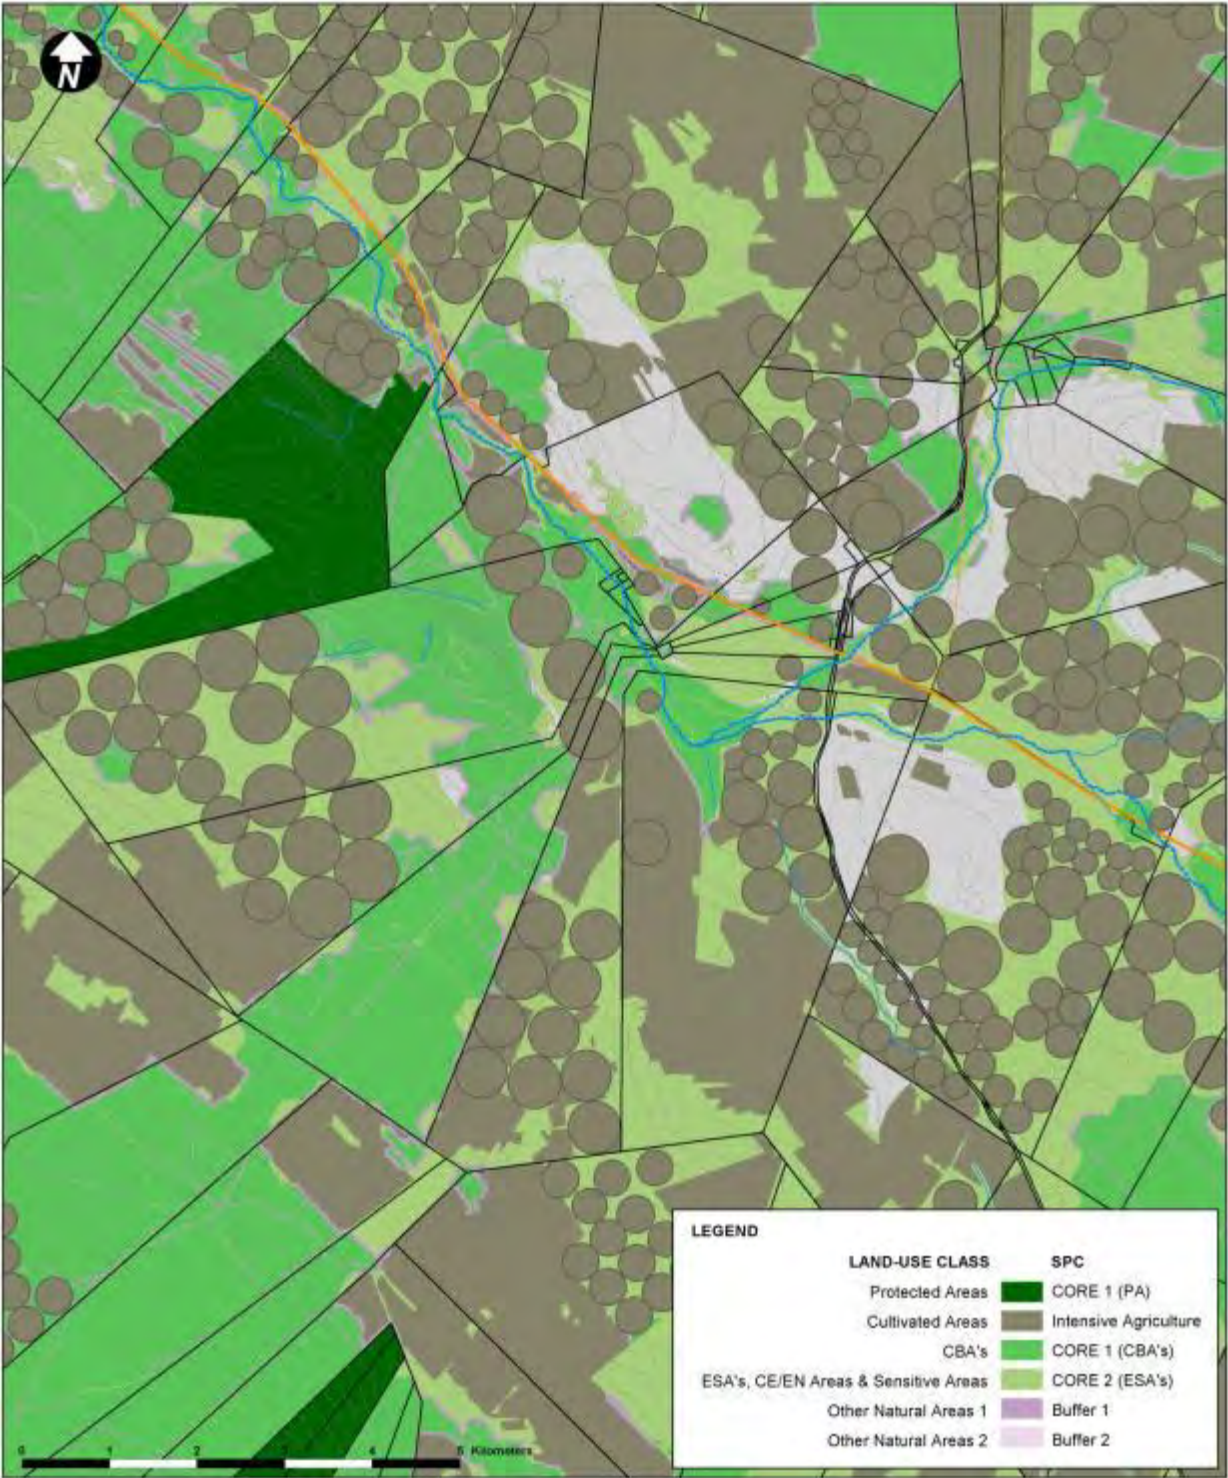 N
LEGEND
LAND-USE CLASS SPC
Protected Areas CORE 1 (PA)
Cultivated Areas Intensive Agriculture
CBA's CORE 1 (CBA's)
ESA's, CE/EN Areas & Sensitive Areas CORE 2 (ESA's)
Other Natural Areas 1 Buffer 1
Other Natural Areas 2 Buffer 2
0 1 2 3 4 5 Kilometers